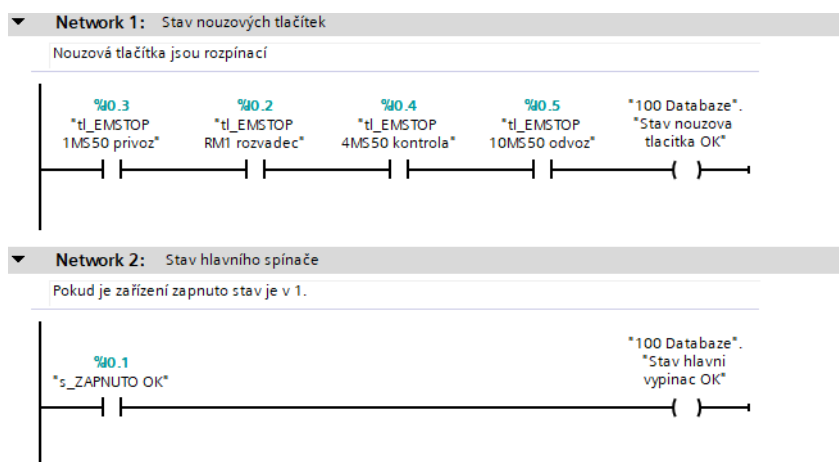 Network 1: Stav nouzových tlačítek
Nouzová tlačítka jsou rozpínací
%I0.3 %I0.2 %I0.4 %I0.5 "100 Database".
"tl_EMSTOP "tl_EMSTOP "tl_EMSTOP "tl_EMSTOP "Stav nouzova
1MS50 privoz" RM1 rozvadec" 4MS50 kontrola" 10MS50 odvoz" tlacitka OK"
Network 2: Stav hlavního spínače
Pokud je zařízení zapnuto stav je v 1.
"100 Database".
%I0.1 "Stav hlavni
"s_ZAPNUTO OK" vypinac OK"